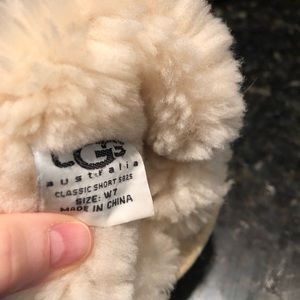 UGG
australia
CLASSIC SHORT 5825
SIZE: W7
MADE IN CHINA